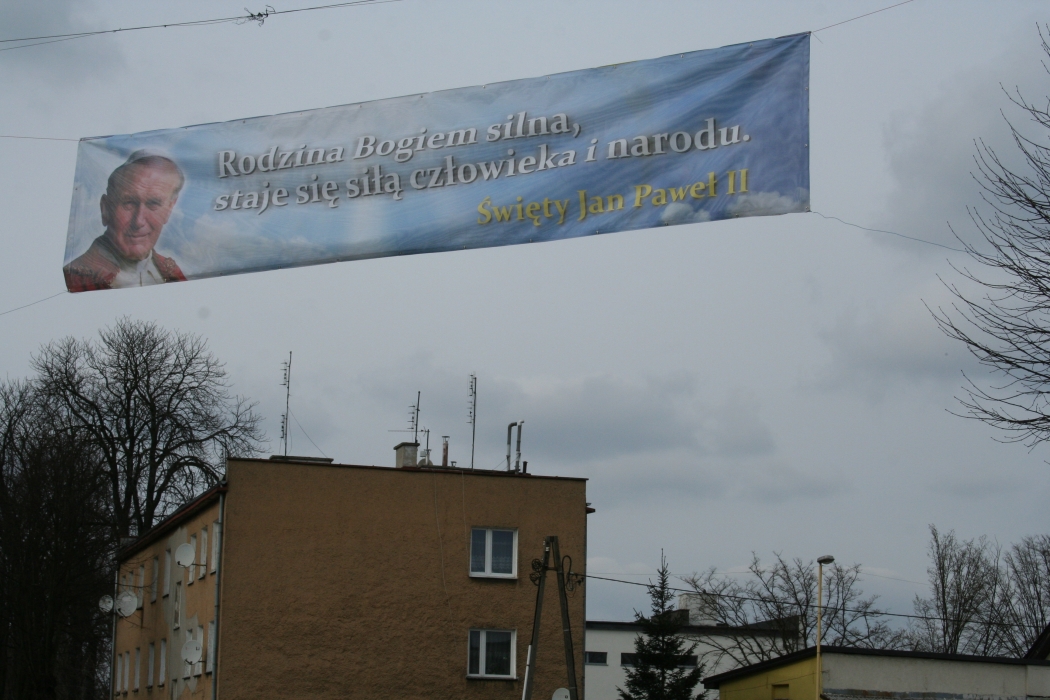 Rodzina Bogiem silna,
staje się siłą człowieka i narodu.
Święty Jan Paweł II